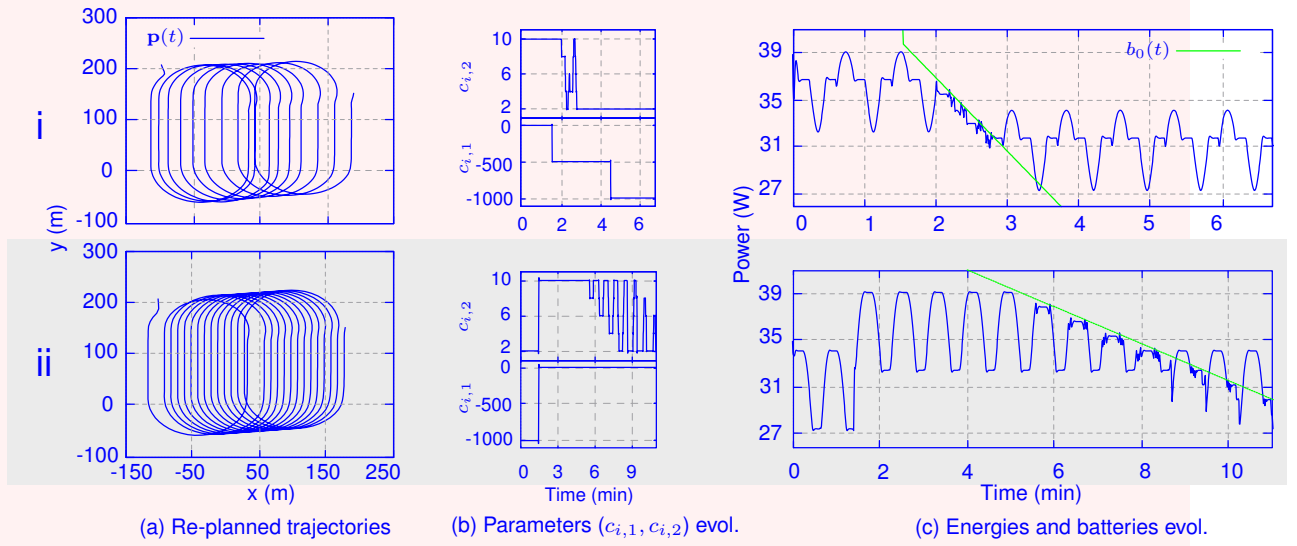 300
200
100
0
-100
p(t)
y (m)
i
10
6
2
c_{i,2}
0
-500
-1000
c_{i,1}
0 2 4 6
39
35
31
27
b_0(t)
0 1 2 3 4 5 6
Power (W)
300
200
100
0
-100
-150 -50 50 150 250
x (m)
ii
10
6
2
c_{i,2}
0
-500
-1000
c_{i,1}
0 3 6 9
Time (min)
39
35
31
27
0 2 4 6 8 10
Time (min)
(a) Re-planned trajectories
(b) Parameters (c_{i,1}, c_{i,2}) evol.
(c) Energies and batteries evol.